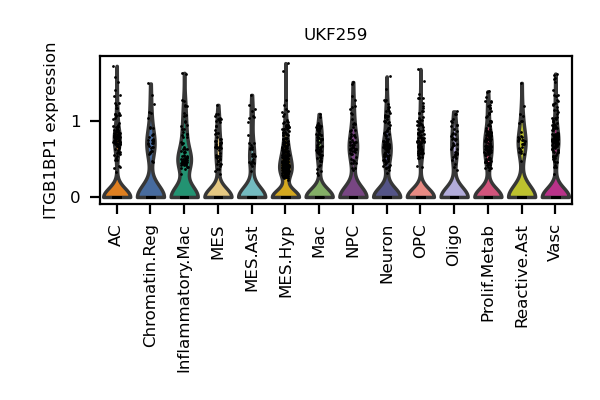 UKF259
ITGB1BP1 expression
1
0
AC
Chromatin.Reg
Inflammatory.Mac
MES
MES.Ast
MES.Hyp
Mac
NPC
Neuron
OPC
Oligo
Prolif.Metab
Reactive.Ast
Vasc